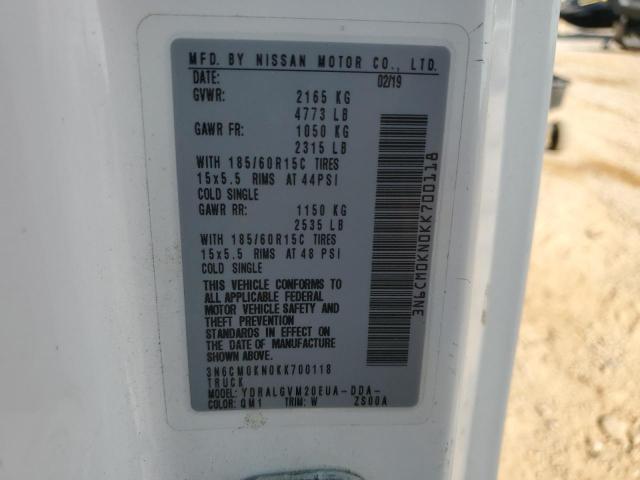 MFD. BY NISSAN MOTOR CO., LTD.
DATE: 02/19
GVWR: 2165 KG
4773 LB
GAWR FR: 1050 KG
2315 LB
WITH 185/60R15C TIRES
15x5.5 RIMS AT 44PSI
COLD SINGLE
GAWR RR: 1150 KG
2535 LB
WITH 185/60R15C TIRES
15x5.5 RIMS AT 48 PSI
COLD SINGLE
THIS VEHICLE CONFORMS TO
ALL APPLICABLE FEDERAL
MOTOR VEHICLE SAFETY AND
THEFT PREVENTION
STANDARDS IN EFFECT ON
THE DATE OF MANUFACTURE
SHOWN ABOVE.
3N6CM0KN0KK700118
TRUCK
MODEL: YDRALGVM20EUA-DDA-
COLOR: QM1 TRIM: W ZS00A
3N6CM0KN0KK700118